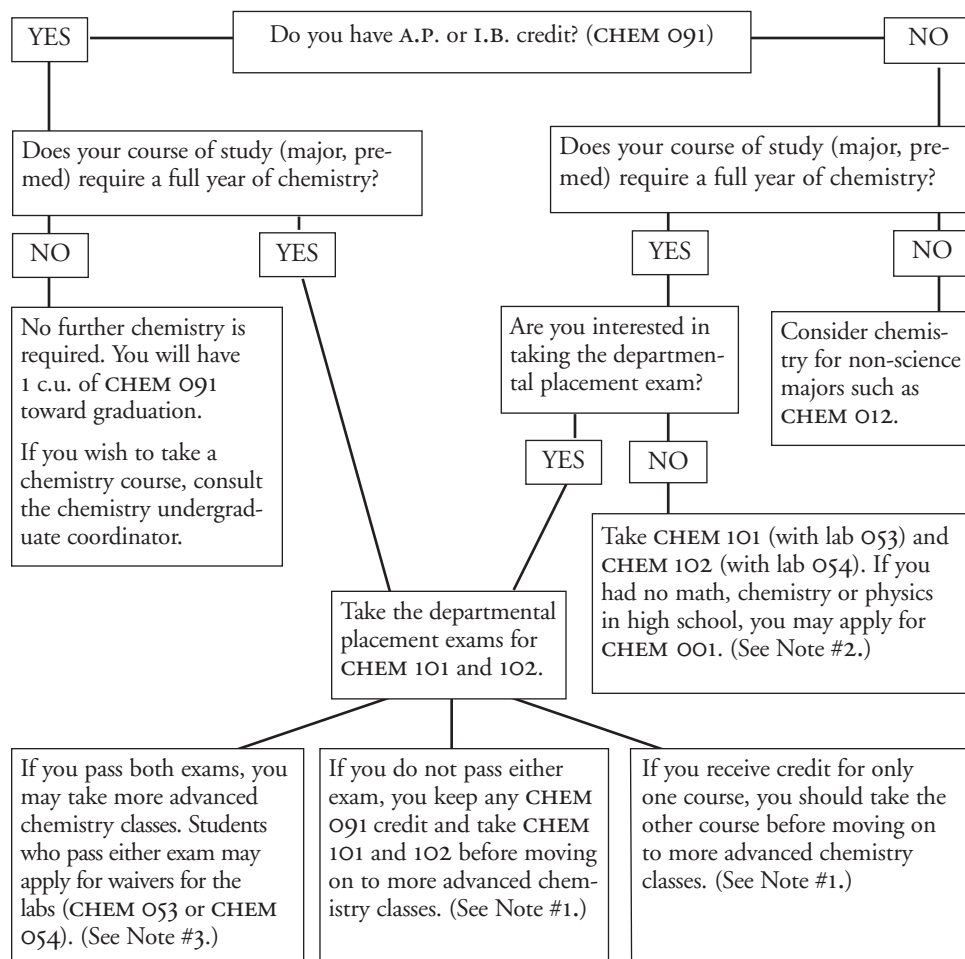 YES
Do you have A.P. or I.B. credit? (CHEM 091)
NO
Does your course of study (major, pre-
med) require a full year of chemistry?
Does your course of study (major, pre-
med) require a full year of chemistry?
NO
YES
YES
NO
No further chemistry is
required. You will have
1 c.u. of CHEM 091
toward graduation.
If you wish to take a
chemistry course, consult
the chemistry undergrad-
uate coordinator.
Are you interested in
taking the departmen-
tal placement exam?
Consider chemis-
try for non-science
majors such as
CHEM 012.
YES
NO
Take CHEM 101 (with lab 053) and
CHEM 102 (with lab 054). If you
had no math, chemistry or physics
in high school, you may apply for
CHEM 001. (See Note #2.)
Take the departmental
placement exams for
CHEM 101 and 102.
If you pass both exams, you
may take more advanced
chemistry classes. Students
who pass either exam may
apply for waivers for the
labs (CHEM 053 or CHEM
054). (See Note #3.)
If you do not pass either
exam, you keep any CHEM
091 credit and take CHEM
101 and 102 before moving
on to more advanced chem-
istry classes. (See Note #1.)
If you receive credit for only
one course, you should take the
other course before moving on
to more advanced chemistry
classes. (See Note #1.)